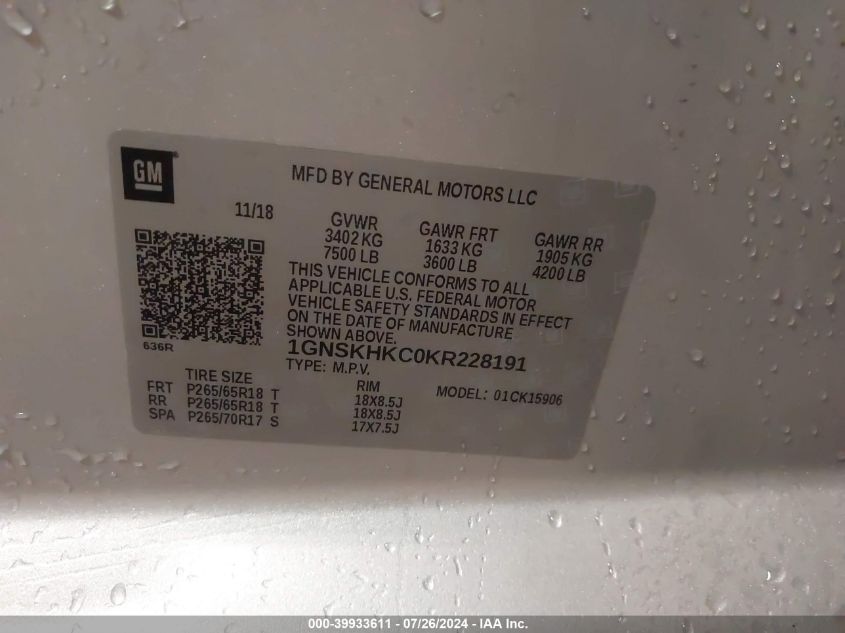 GM
MFD BY GENERAL MOTORS LLC
11/18
GVWR
3402 KG
7500 LB
GAWR FRT
1633 KG
3600 LB
GAWR RR
1905 KG
4200 LB
THIS VEHICLE CONFORMS TO ALL
APPLICABLE U.S. FEDERAL MOTOR
VEHICLE SAFETY STANDARDS IN EFFECT
ON THE DATE OF MANUFACTURE
SHOWN ABOVE.
636R
1GNSKHKC0KR228191
TYPE: M.P.V.
MODEL: 01CK15906
TIRE SIZE RIM
FRT P265/65R18 T 18X8.5J
RR P265/65R18 T 18X8.5J
SPA P265/70R17 S 17X7.5J
000-39933611 - 07/26/2024 - IAA Inc.